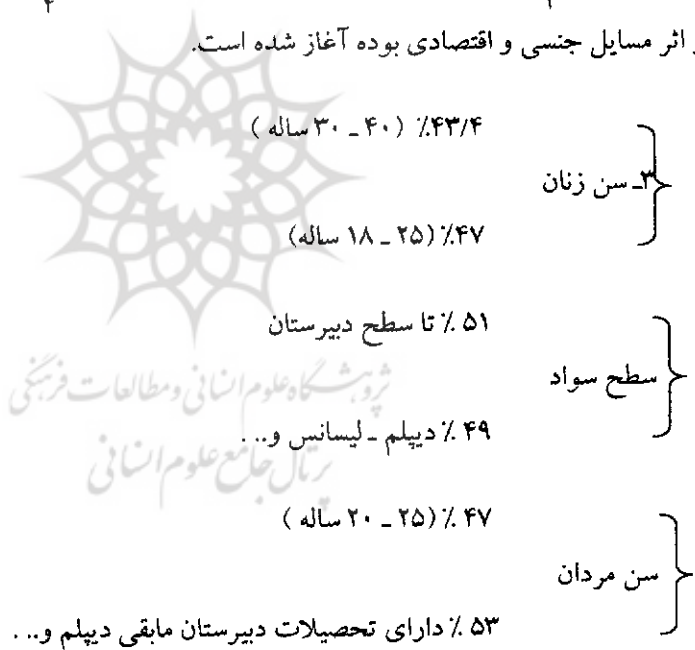 اثر مسایل جنسی و اقتصادی بوده آغاز شده است.
۴۳/۴٪ (۴۰ ـ ۳۰ ساله )
۳ـ سن زنان
۴۷٪ (۲۵ ـ ۱۸ ساله)
۵۱ ٪ تا سطح دبیرستان
سطح سواد
۴۹ ٪ دیپلم ـ لیسانس و...
پژوهشگاه علوم انسانی و مطالعات فرهنگی
پرتال جامع علوم انسانی
۴۷ ٪ (۲۵ ـ ۲۰ ساله )
سن مردان
۵۳ ٪ دارای تحصیلات دبیرستان مابقی دیپلم و...